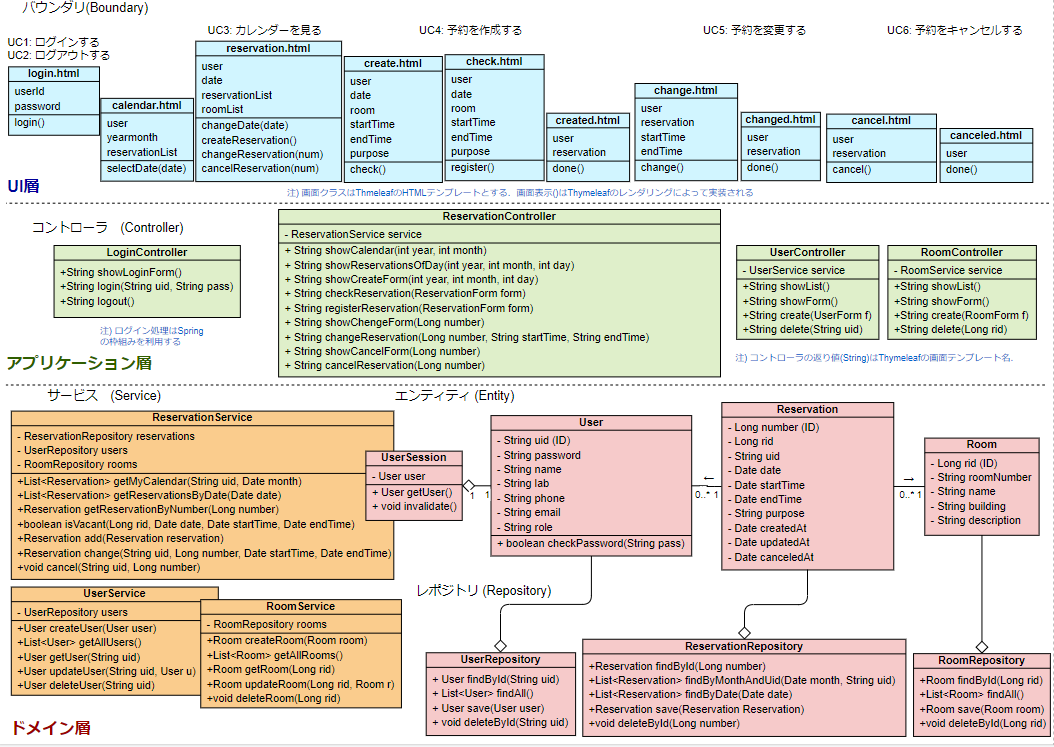 バウンダリ(Boundary)
UC1: ログインする
UC2: ログアウトする
UC3: カレンダーを見る
UC4: 予約を作成する
UC5: 予約を変更する
UC6: 予約をキャンセルする
login.html
userId
password
login()
calendar.html
user
yearmonth
reservationList
selectDate(date)
reservation.html
user
date
reservationList
roomList
changeDate(date)
createReservation()
changeReservation(num)
cancelReservation(num)
create.html
user
date
room
startTime
endTime
purpose
check()
check.html
user
date
room
startTime
endTime
purpose
register()
created.html
user
reservation
done()
change.html
user
reservation
startTime
endTime
change()
changed.html
user
reservation
done()
cancel.html
user
reservation
cancel()
canceled.html
user
done()
UI層
注) 画面クラスはThmeleafのHTMLテンプレートとする．画面表示()はThymeleafのレンダリングによって実装される
コントローラ (Controller)
LoginController
+String showLoginForm()
+String login(String uid, String pass)
+String logout()
注) ログイン処理はSpring
の枠組みを利用する
ReservationController
- ReservationService service
+ String showCalendar(int year, int month)
+ String showReservationsOfDay(int year, int month, int day)
+ String showCreateForm(int year, int month, int day)
+ String checkReservation(ReservationForm form)
+ String registerReservation(ReservationForm form)
+ String showChengeForm(Long number)
+ String changeReservation(Long number, String startTime, String endTime)
+ String showCancelForm(Long number)
+ String cancelReservation(Long number)
UserController
- UserService service
+String showList()
+String showForm()
+String create(UserForm f)
+String delete(String uid)
RoomController
- RoomService service
+String showList()
+String showForm()
+String create(RoomForm f)
+String delete(Long rid)
注) コントローラの返り値(String)はThymeleafの画面テンプレート名．
アプリケーション層
サービス (Service)
ReservationService
- ReservationRepository reservations
- UserRepository users
- RoomRepository rooms
+List<Reservation> getMyCalendar(String uid, Date month)
+List<Reservation> getReservationsByDate(Date date)
+Reservation getReservationByNumber(Long number)
+boolean isVacant(Long rid, Date date, Date startTime, Date endTime)
+Reservation add(Reservation reservation)
+Reservation change(String uid, Long number, Date startTime, Date endTime)
+void cancel(String uid, Long number)
UserService
- UserRepository users
+User createUser(User user)
+List<User> getAllUsers()
+User getUser(String uid)
+User updateUser(String uid, User u)
+User deleteUser(String uid)
RoomService
- RoomRepository rooms
+Room createRoom(Room room)
+List<Room> getAllRooms()
+Room getRoom(Long rid)
+Room updateRoom(Long rid, Room r)
+void deleteRoom(Long rid)
エンティティ (Entity)
UserSession
- User user
+ User getUser()
+ void invalidate()
1 1
User
- String uid (ID)
- String password
- String name
- String lab
- String phone
- String email
- String role
+ boolean checkPassword(String pass)
←
0..* 1
Reservation
- Long number (ID)
- Long rid
- String uid
- Date date
- Date startTime
- Date endTime
- String purpose
- Date createdAt
- Date updatedAt
- Date canceledAt
→
0..* 1
Room
- Long rid (ID)
- String roomNumber
- String name
- String building
- String description
レポジトリ (Repository)
UserRepository
+ User findById(String uid)
+ List<User> findAll()
+ User save(User user)
+ void deleteById(String uid)
ReservationRepository
+Reservation findById(Long number)
+List<Reservation> findByMonthAndUid(Date month, String uid)
+List<Reservation> findByDate(Date date)
+Reservation save(Reservation Reservation)
+void deleteById(Long number)
RoomRepository
+Room findById(Long rid)
+List<Room> findAll()
+Room save(Room room)
+void deleteById(Long rid)
ドメイン層